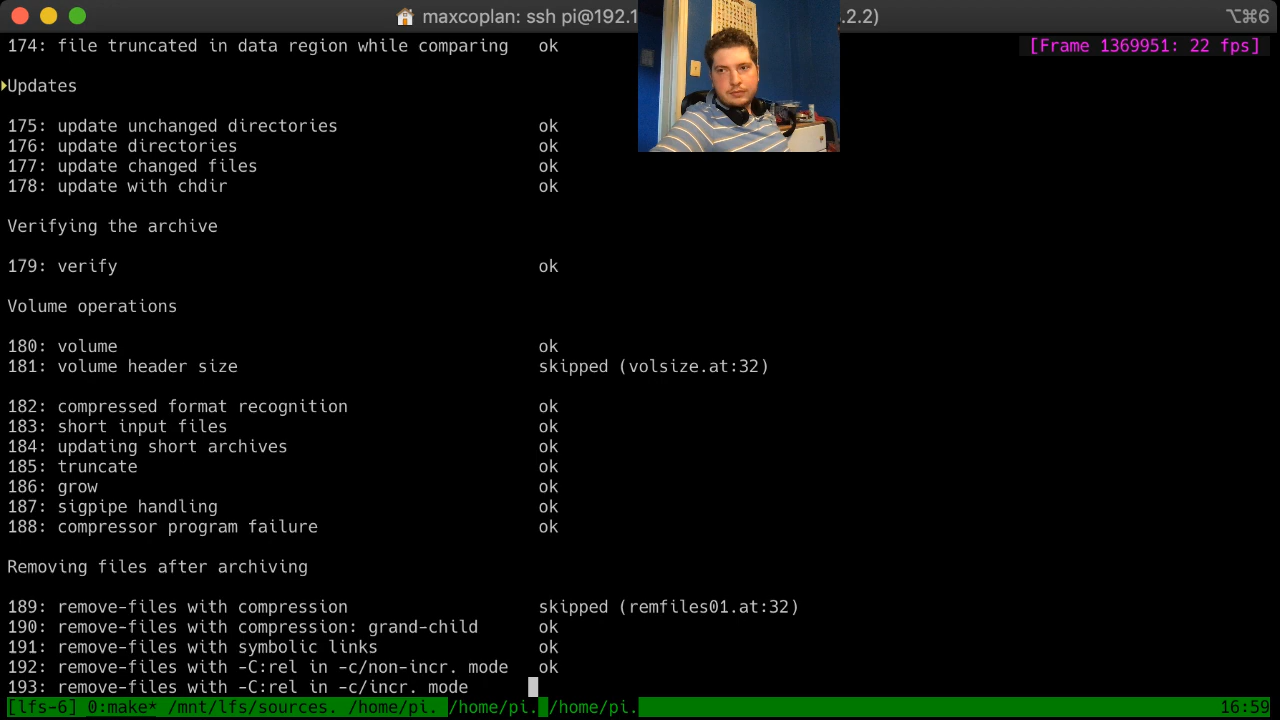 maxcoplan: ssh pi@192.1 .2.2) ⌥⌘6
174: file truncated in data region while comparing ok [Frame 1369951: 22 fps]
Updates
175: update unchanged directories ok
176: update directories ok
177: update changed files ok
178: update with chdir ok
Verifying the archive
179: verify ok
Volume operations
180: volume ok
181: volume header size skipped (volsize.at:32)
182: compressed format recognition ok
183: short input files ok
184: updating short archives ok
185: truncate ok
186: grow ok
187: sigpipe handling ok
188: compressor program failure ok
Removing files after archiving
189: remove-files with compression skipped (remfiles01.at:32)
190: remove-files with compression: grand-child ok
191: remove-files with symbolic links ok
192: remove-files with -C:rel in -c/non-incr. mode ok
193: remove-files with -C:rel in -c/incr. mode
[lfs-6] 0:make* /mnt/lfs/sources. /home/pi. /home/pi. /home/pi. 16:59